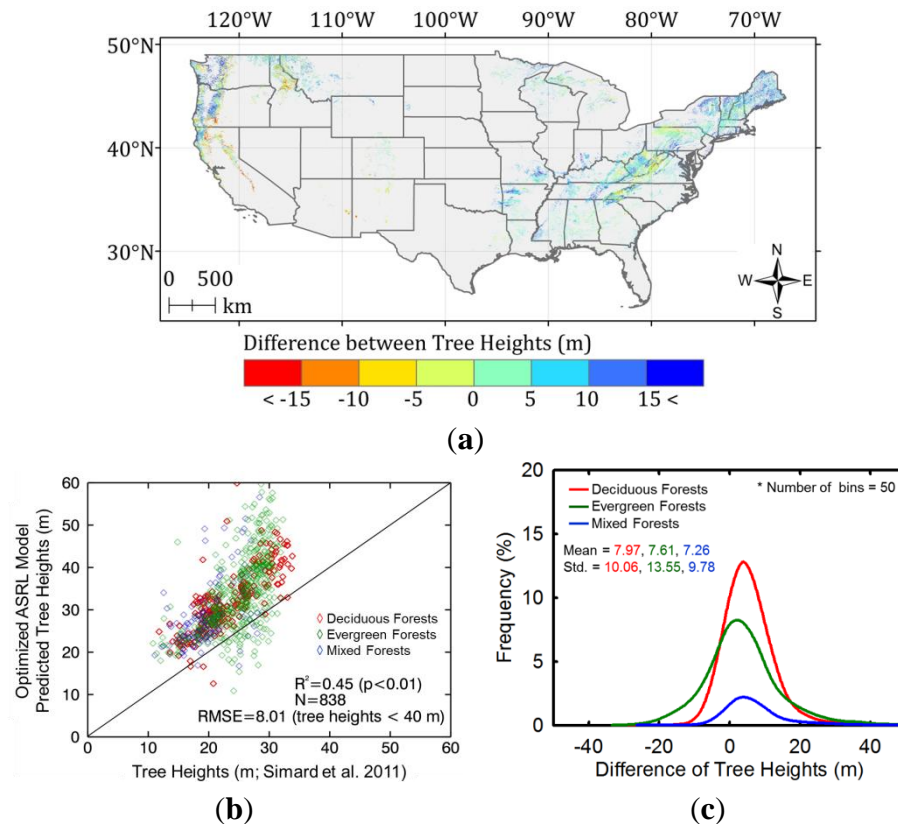 120°W 110°W 100°W 90°W 80°W 70°W
50°N
40°N
30°N
0 500
km
N
W E
S
Difference between Tree Heights (m)
< -15 -10 -5 0 5 10 15 <
(a)
Optimized ASRL Model
Predicted Tree Heights (m)
60
50
40
30
20
10
0
Deciduous Forests
Evergreen Forests
Mixed Forests
R²=0.45 (p<0.01)
N=838
RMSE=8.01 (tree heights < 40 m)
0 10 20 30 40 50 60
Tree Heights (m; Simard et al. 2011)
(b)
Frequency (%)
20
15
10
5
0
Deciduous Forests
Evergreen Forests
Mixed Forests
* Number of bins = 50
Mean = 7.97, 7.61, 7.26
Std. = 10.06, 13.55, 9.78
-40 -20 0 20 40
Difference of Tree Heights (m)
(c)